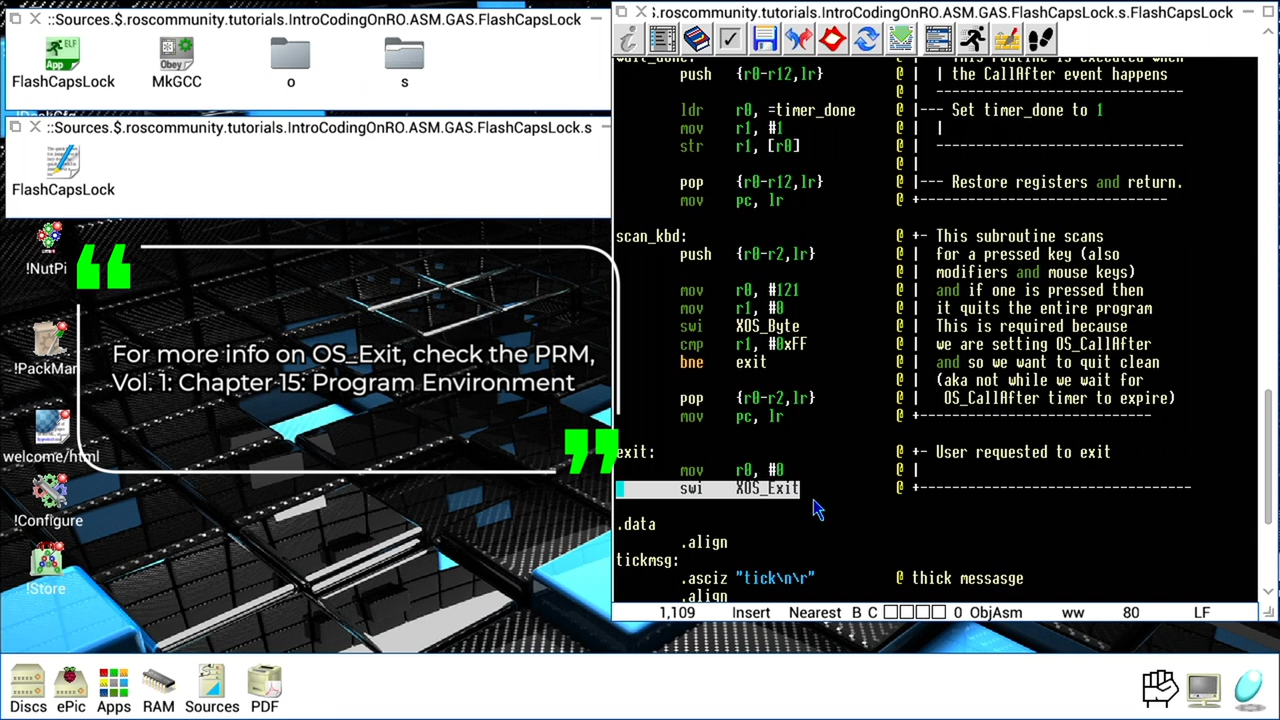 ::Sources.$.roscommunity.tutorials.IntroCodingOnRO.ASM.GAS.FlashCapsLock
FlashCapsLock
MkGCC
o
s
ELF
App
Obey
::Sources.$.roscommunity.tutorials.IntroCodingOnRO.ASM.GAS.FlashCapsLock.s
FlashCapsLock
!NutPi
!PackMan
welcome/html
!Configure
!Store
For more info on OS_Exit, check the PRM,
Vol. 1: Chapter 15: Program Environment
.roscommunity.tutorials.IntroCodingOnRO.ASM.GAS.FlashCapsLock.s.FlashCapsLock
wait_done: @ | This routine is executed when
push {r0-r12,lr} @ | | the CallAfter event happens
@ | -------------------------------
ldr r0, =timer_done @ |--- Set timer_done to 1
mov r1, #1 @ | |
str r1, [r0] @ | -------------------------------
@ |
pop {r0-r12,lr} @ |--- Restore registers and return.
mov pc, lr @ +-------------------------------
scan_kbd: @ +- This subroutine scans
push {r0-r2,lr} @ | for a pressed key (also
@ | modifiers and mouse keys)
mov r0, #121 @ | and if one is pressed then
mov r1, #0 @ | it quits the entire program
swi XOS_Byte @ | This is required because
cmp r1, #0xFF @ | we are setting OS_CallAfter
bne exit @ | and so we want to quit clean
@ | (aka not while we wait for
pop {r0-r2,lr} @ | OS_CallAfter timer to expire)
mov pc, lr @ +-----------------------------
exit: @ +- User requested to exit
mov r0, #0 @ |
swi XOS_Exit @ +----------------------------------
.data
.align
tickmsg:
.asciz "tick\n\r" @ thick messasge
.align
1,109 Insert Nearest B C 0 ObjAsm ww 80 LF
Discs ePic Apps RAM Sources PDF